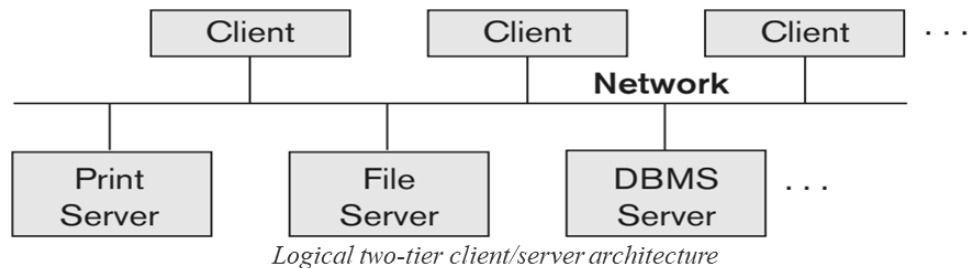 Client Client Client . . .
Network
Print File DBMS . . .
Server Server Server
Logical two-tier client/server architecture